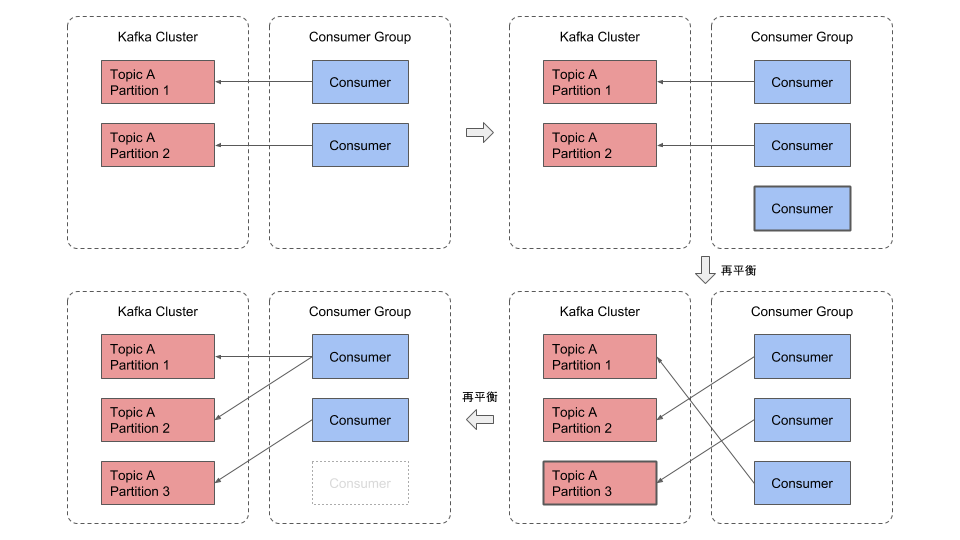 Kafka Cluster
Consumer Group
Topic A
Partition 1
Consumer
Topic A
Partition 2
Consumer
Kafka Cluster
Consumer Group
Topic A
Partition 1
Consumer
Topic A
Partition 2
Consumer
Consumer
再平衡
Kafka Cluster
Consumer Group
Topic A
Partition 1
Consumer
Topic A
Partition 2
Consumer
Topic A
Partition 3
Consumer
再平衡
Kafka Cluster
Consumer Group
Topic A
Partition 1
Consumer
Topic A
Partition 2
Consumer
Topic A
Partition 3
Consumer